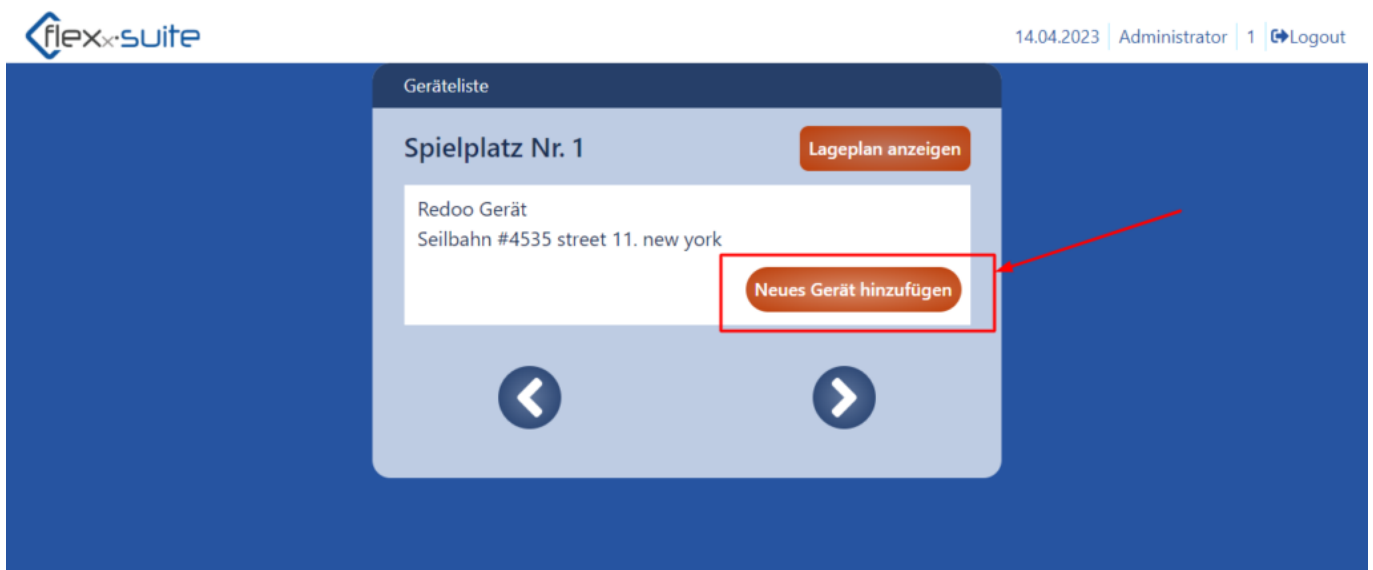 flexx-suite
14.04.2023 Administrator 1 Logout
Geräteliste
Spielplatz Nr. 1
Lageplan anzeigen
Redoo Gerät
Seilbahn #4535 street 11. new york
Neues Gerät hinzufügen